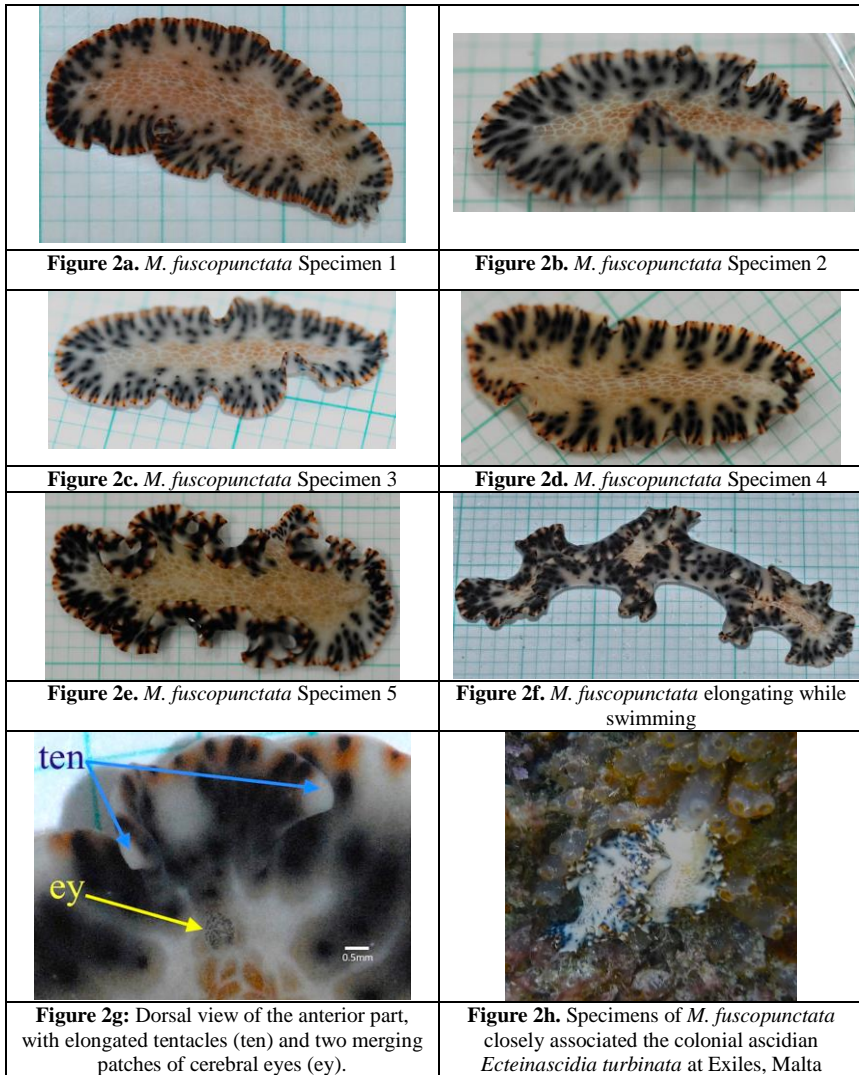 Figure 2a. M. fuscopunctata Specimen 1
Figure 2b. M. fuscopunctata Specimen 2
Figure 2c. M. fuscopunctata Specimen 3
Figure 2d. M. fuscopunctata Specimen 4
Figure 2e. M. fuscopunctata Specimen 5
Figure 2f. M. fuscopunctata elongating while
swimming
ten
ey
0.5mm
Figure 2g: Dorsal view of the anterior part,
with elongated tentacles (ten) and two merging
patches of cerebral eyes (ey).
Figure 2h. Specimens of M. fuscopunctata
closely associated the colonial ascidian
Ecteinascidia turbinata at Exiles, Malta